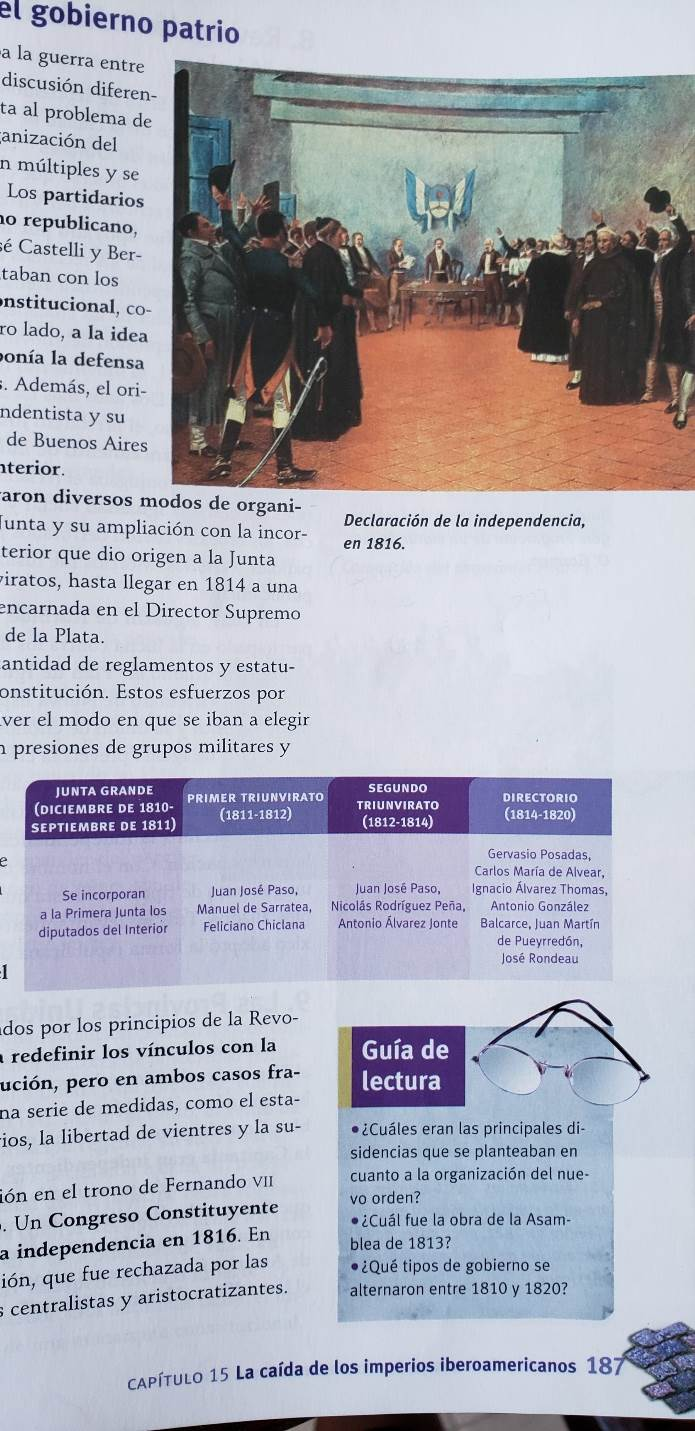 el gobierno patrio
a la guerra entre
discusión diferen-
ta al problema de
anización del
n múltiples y se
Los partidarios
no republicano,
sé Castelli y Ber-
taban con los
onstitucional, co-
ro lado, a la idea
ponía la defensa
s. Además, el ori-
ndentista y su
de Buenos Aires
nterior.
raron diversos modos de organi-
Junta y su ampliación con la incor-
terior que dio origen a la Junta
viratos, hasta llegar en 1814 a una
encarnada en el Director Supremo
de la Plata.
cantidad de reglamentos y estatu-
onstitución. Estos esfuerzos por
ver el modo en que se iban a elegir
n presiones de grupos militares y
Declaración de la independencia,
en 1816.
JUNTA GRANDE
(DICIEMBRE DE 1810-
SEPTIEMBRE DE 1811)
PRIMER TRIUNVIRATO
(1811-1812)
SEGUNDO
TRIUNVIRATO
(1812-1814)
DIRECTORIO
(1814-1820)
Se incorporan
a la Primera Junta los
diputados del Interior
Juan José Paso,
Manuel de Sarratea,
Feliciano Chiclana
Juan José Paso,
Nicolás Rodríguez Peña,
Antonio Álvarez Jonte
Gervasio Posadas,
Carlos María de Alvear,
Ignacio Álvarez Thomas,
Antonio González
Balcarce, Juan Martín
de Pueyrredón,
José Rondeau
e
l
dos por los principios de la Revo-
a redefinir los vínculos con la
ución, pero en ambos casos fra-
na serie de medidas, como el esta-
rios, la libertad de vientres y la su-
ión en el trono de Fernando VII
. Un Congreso Constituyente
a independencia en 1816. En
ión, que fue rechazada por las
s centralistas y aristocratizantes.
Guía de
lectura
•¿Cuáles eran las principales di-
sidencias que se planteaban en
cuanto a la organización del nue-
vo orden?
•¿Cuál fue la obra de la Asam-
blea de 1813?
•¿Qué tipos de gobierno se
alternaron entre 1810 y 1820?
CAPÍTULO 15 La caída de los imperios iberoamericanos 187